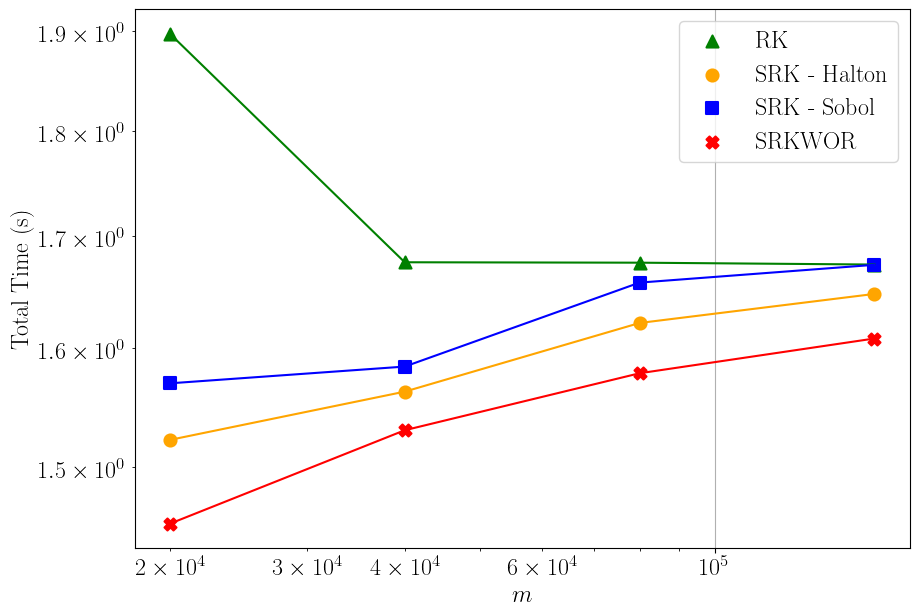 RK
SRK - Halton
SRK - Sobol
SRKWOR
Total Time (s)
1.9 × 10⁰
1.8 × 10⁰
1.7 × 10⁰
1.6 × 10⁰
1.5 × 10⁰
2 × 10⁴ 3 × 10⁴ 4 × 10⁴ 6 × 10⁴ 10⁵
m